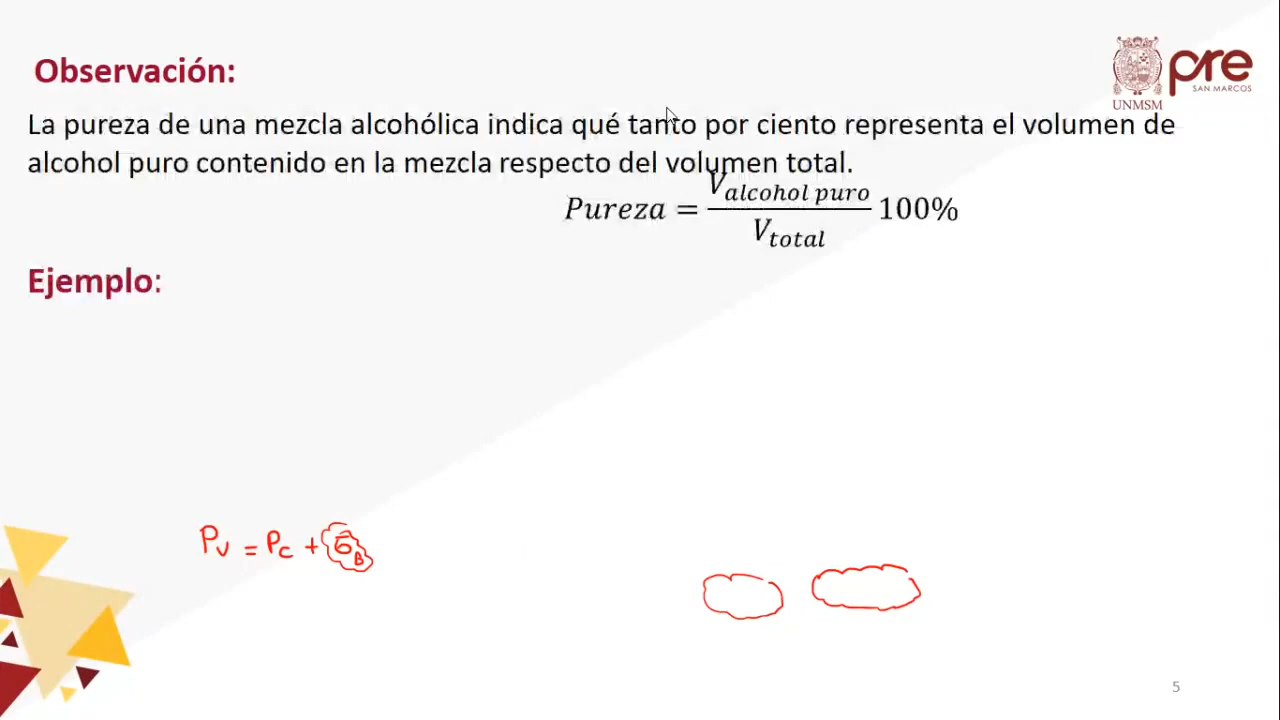 Observación:
pre
SAN MARCOS
UNMSM
La pureza de una mezcla alcohólica indica qué tanto por ciento representa el volumen de
alcohol puro contenido en la mezcla respecto del volumen total.
Pureza = V_alcohol puro / V_total 100%
Ejemplo:
P_V = P_C + G_B
5